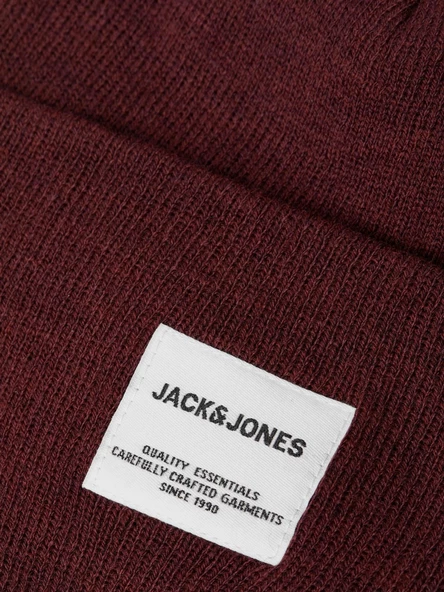 JACK&JONES
QUALITY ESSENTIALS
CAREFULLY CRAFTED GARMENTS
SINCE 1990